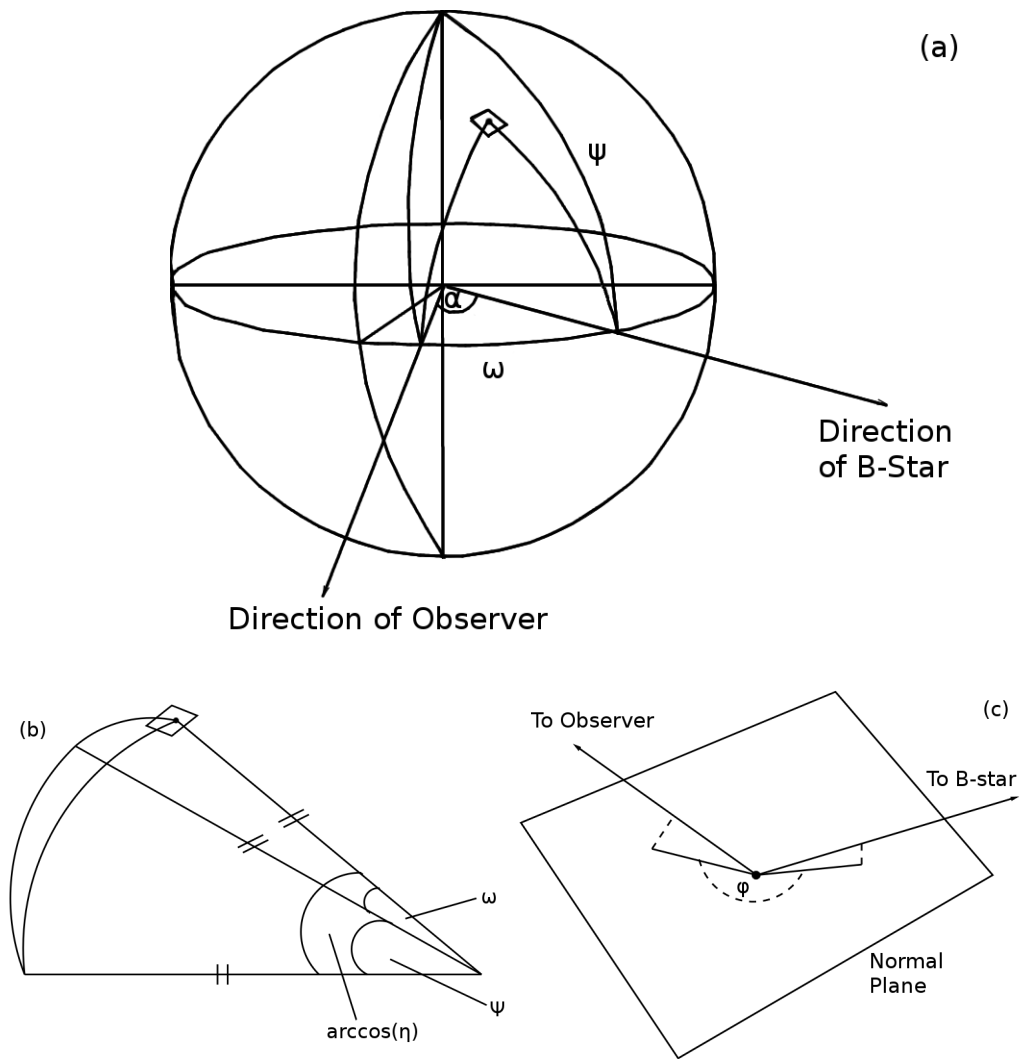 (a)
ψ
α
ω
Direction
of B-Star
Direction of Observer
(b)
ω
ψ
arccos(η)
(c)
To Observer
To B-star
φ
Normal
Plane